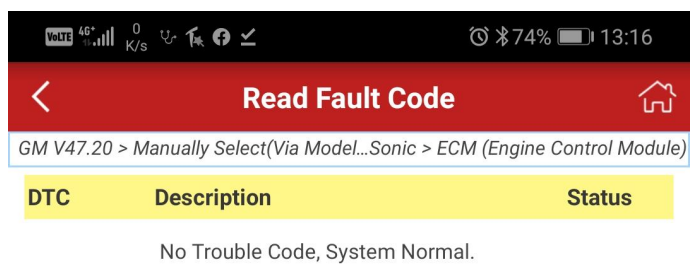 VoLTE 4G+ 0 K/s 74% 13:16
Read Fault Code
GM V47.20 > Manually Select(Via Model...Sonic > ECM (Engine Control Module)
DTC Description Status
No Trouble Code, System Normal.